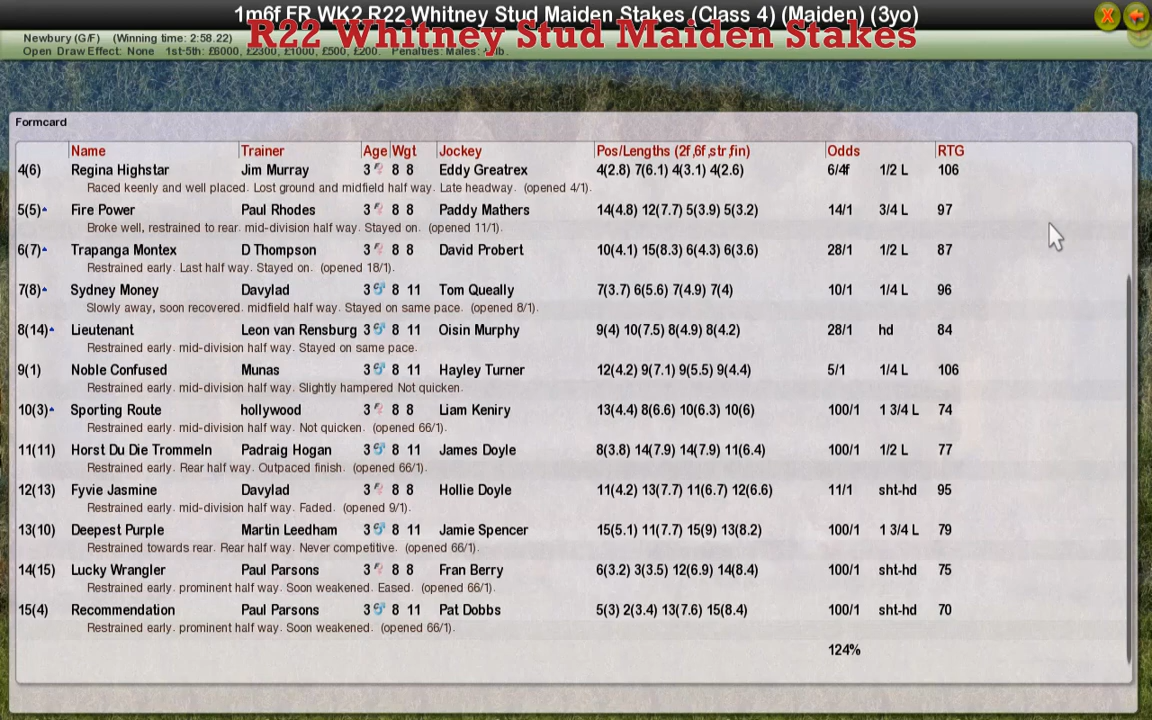 1m6f FR WK2 R22 Whitney Stud Maiden Stakes (Class 4) (Maiden) (3yo)
R22 Whitney Stud Maiden Stakes
Newbury (G/F) (Winning time: 2:58.22)
Open Draw Effect: None 1st-5th: £6000, £2300, £1000, £500, £200. Penalties: Males:
Formcard
Name Trainer Age Wgt Jockey Pos/Lengths (2f,6f,str,fin) Odds RTG
4(6) Regina Highstar Jim Murray 3 8 8 Eddy Greatrex 4(2.8) 7(6.1) 4(3.1) 4(2.6) 6/4f 1/2 L 106
Raced keenly and well placed. Lost ground and midfield half way. Late headway. (opened 4/1).
5(5) Fire Power Paul Rhodes 3 8 8 Paddy Mathers 14(4.8) 12(7.7) 5(3.9) 5(3.2) 14/1 3/4 L 97
Broke well, restrained to rear. mid-division half way. Stayed on. (opened 11/1).
6(7) Trapanga Montex D Thompson 3 8 8 David Probert 10(4.1) 15(8.3) 6(4.3) 6(3.6) 28/1 1/2 L 87
Restrained early. Last half way. Stayed on. (opened 18/1).
7(8) Sydney Money Davylad 3 8 11 Tom Queally 7(3.7) 6(5.6) 7(4.9) 7(4) 10/1 1/4 L 96
Slowly away, soon recovered. midfield half way. Stayed on same pace. (opened 8/1).
8(14) Lieutenant Leon van Rensburg 3 8 11 Oisin Murphy 9(4) 10(7.5) 8(4.9) 8(4.2) 28/1 hd 84
Restrained early. mid-division half way. Stayed on same pace.
9(1) Noble Confused Munas 3 8 11 Hayley Turner 12(4.2) 9(7.1) 9(5.5) 9(4.4) 5/1 1/4 L 106
Restrained early. mid-division half way. Slightly hampered Not quicken.
10(3) Sporting Route hollywood 3 8 8 Liam Keniry 13(4.4) 8(6.6) 10(6.3) 10(6) 100/1 1 3/4 L 74
Restrained early. mid-division half way. Not quicken. (opened 66/1).
11(11) Horst Du Die Trommeln Padraig Hogan 3 8 11 James Doyle 8(3.8) 14(7.9) 14(7.9) 11(6.4) 100/1 1/2 L 77
Restrained early. Rear half way. Outpaced finish. (opened 66/1).
12(13) Fyvie Jasmine Davylad 3 8 8 Hollie Doyle 11(4.2) 13(7.7) 11(6.7) 12(6.6) 11/1 sht-hd 95
Restrained early. mid-division half way. Faded. (opened 9/1).
13(10) Deepest Purple Martin Leedham 3 8 11 Jamie Spencer 15(5.1) 11(7.7) 15(9) 13(8.2) 100/1 1 3/4 L 79
Restrained towards rear. Rear half way. Never competitive. (opened 66/1).
14(15) Lucky Wrangler Paul Parsons 3 8 8 Fran Berry 6(3.2) 3(3.5) 12(6.9) 14(8.4) 100/1 sht-hd 75
Restrained early. prominent half way. Soon weakened. Eased. (opened 66/1).
15(4) Recommendation Paul Parsons 3 8 11 Pat Dobbs 5(3) 2(3.4) 13(7.6) 15(8.4) 100/1 sht-hd 70
Restrained early. prominent half way. Soon weakened. (opened 66/1).
124%